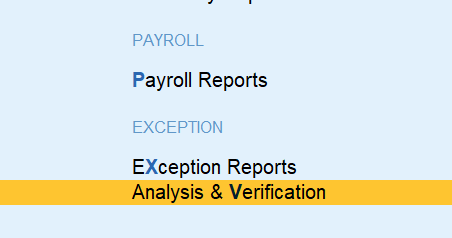 PAYROLL
Payroll Reports
EXCEPTION
EXception Reports
Analysis & Verification